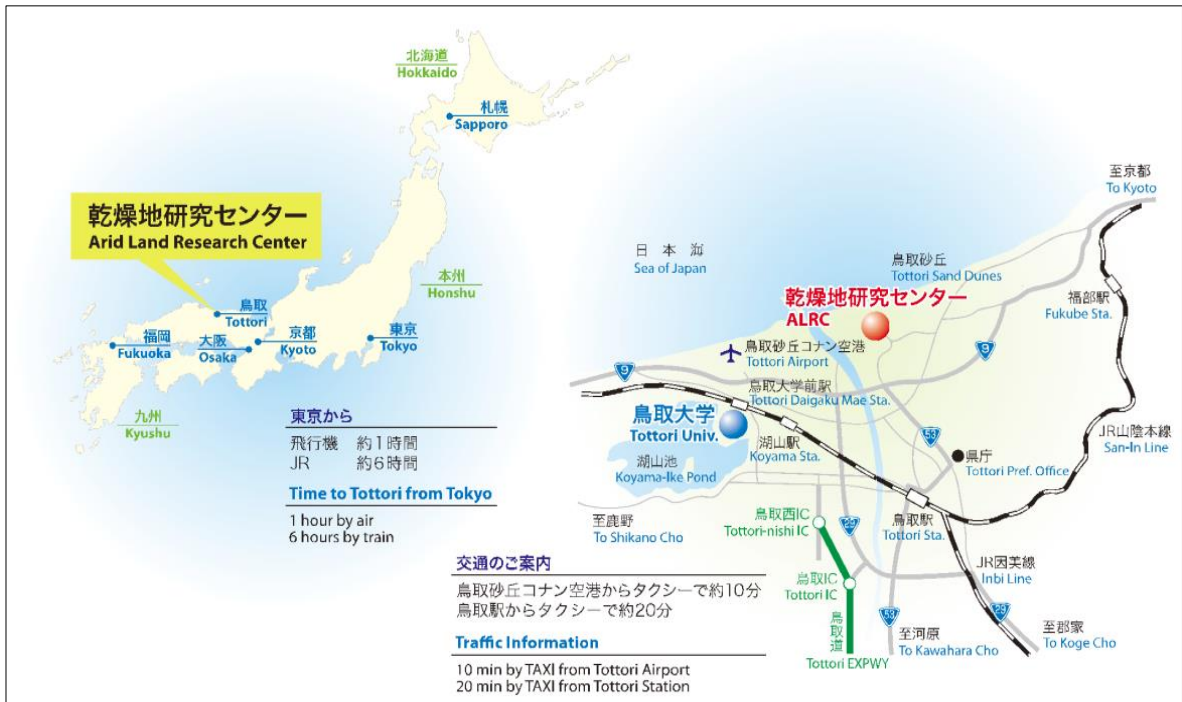 北海道
Hokkaido
札幌
Sapporo
乾燥地研究センター
Arid Land Research Center
本州
Honshu
鳥取
Tottori
福岡
Fukuoka
大阪
Osaka
京都
Kyoto
東京
Tokyo
九州
Kyushu
東京から
飛行機 約1時間
JR 約6時間
Time to Tottori from Tokyo
1 hour by air
6 hours by train
交通のご案内
鳥取砂丘コナン空港からタクシーで約10分
鳥取駅からタクシーで約20分
Traffic Information
10 min by TAXI from Tottori Airport
20 min by TAXI from Tottori Station
至京都
To Kyoto
日本海
Sea of Japan
鳥取砂丘
Tottori Sand Dunes
乾燥地研究センター
ALRC
福部駅
Fukube Sta.
鳥取砂丘コナン空港
Tottori Airport
9
9
鳥取大学前駅
Tottori Daigaku Mae Sta.
鳥取大学
Tottori Univ.
湖山駅
Koyama Sta.
湖山池
Koyama-Ike Pond
53
県庁
Tottori Pref. Office
JR山陰本線
San-In Line
至鹿野
To Shikano Cho
鳥取西IC
Tottori-nishi IC
29
鳥取駅
Tottori Sta.
鳥取IC
Tottori IC
JR因美線
Inbi Line
鳥取道
Tottori EXPWY
53
至河原
To Kawahara Cho
29
至郡家
To Koge Cho